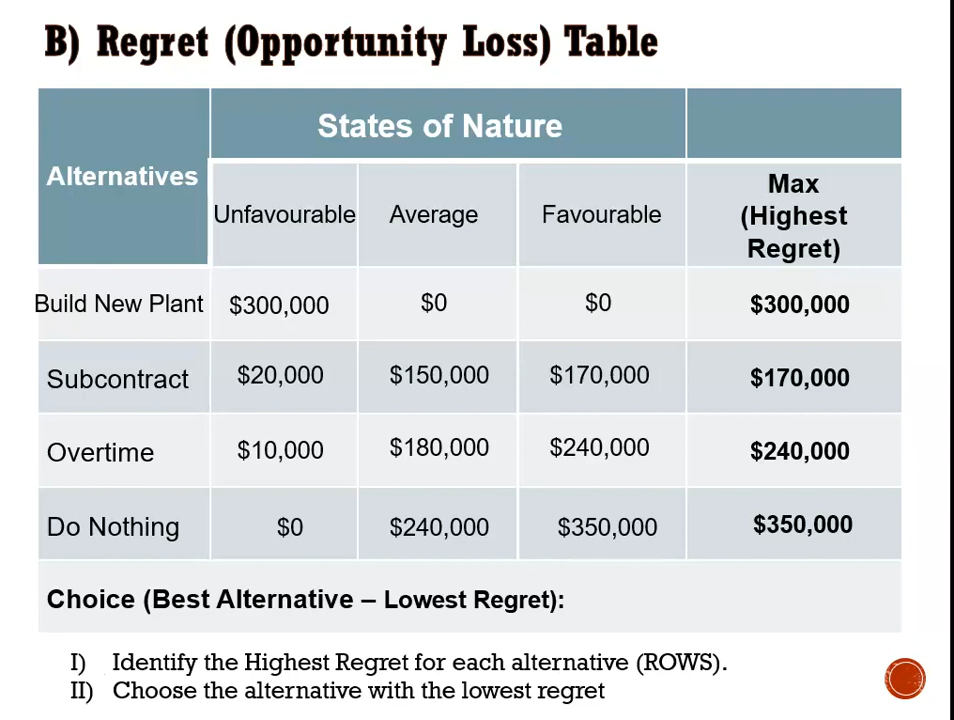 B) Regret (Opportunity Loss) Table
Alternatives
States of Nature
Unfavourable Average Favourable
Max
(Highest
Regret)
Build New Plant $300,000 $0 $0 $300,000
Subcontract $20,000 $150,000 $170,000 $170,000
Overtime $10,000 $180,000 $240,000 $240,000
Do Nothing $0 $240,000 $350,000 $350,000
Choice (Best Alternative – Lowest Regret):
I) Identify the Highest Regret for each alternative (ROWS).
II) Choose the alternative with the lowest regret